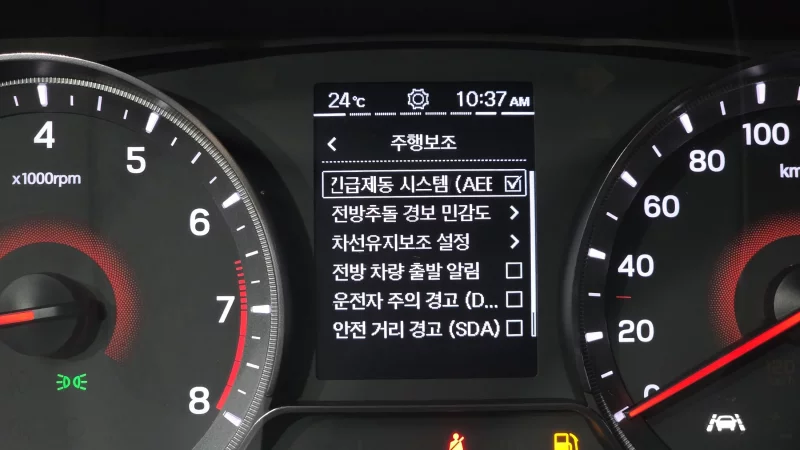 24℃ 10:37 AM
주행보조
긴급제동 시스템 (AEE
전방추돌 경보 민감도
차선유지보조 설정
전방 차량 출발 알림
운전자 주의 경고 (D...
안전 거리 경고 (SDA)
4
5
6
7
8
x1000rpm
100
80
60
40
20
0
km